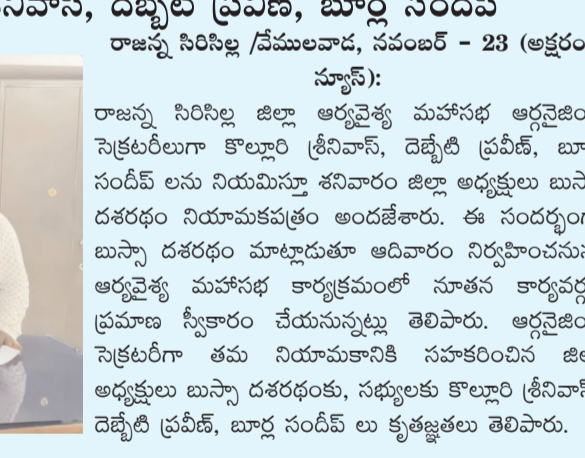 దెబ్బేటి ప్రవీణ్, బూర్ల సందీప్
రాజన్న సిరిసిల్ల /వేములవాడ, నవంబర్ - 23 (అక్షరం
న్యూస్):
రాజన్న సిరిసిల్ల జిల్లా ఆర్యవైశ్య మహాసభ ఆర్గనైజిం
సెక్రటరీలుగా కొల్లూరి శ్రీనివాస్, దెబ్బేటి ప్రవీణ్, బూ
సందీప్ లను నియమిస్తూ శనివారం జిల్లా అధ్యక్షులు బుస్సా
దశరథం నియామకపత్రం అందజేశారు. ఈ సందర్భంగ
బుస్సా దశరథం మాట్లాడుతూ ఆదివారం నిర్వహించను
ఆర్యవైశ్య మహాసభ కార్యక్రమంలో నూతన కార్యవర్గ
ప్రమాణ స్వీకారం చేయనున్నట్లు తెలిపారు. ఆర్గనైజిం
సెక్రటరీగా తమ నియామకానికి సహకరించిన జిల
అధ్యక్షులు బుస్సా దశరథంకు, సభ్యులకు కొల్లూరి శ్రీనివాస
దెబ్బేటి ప్రవీణ్, బూర్ల సందీప్ లు కృతజ్ఞతలు తెలిపారు.